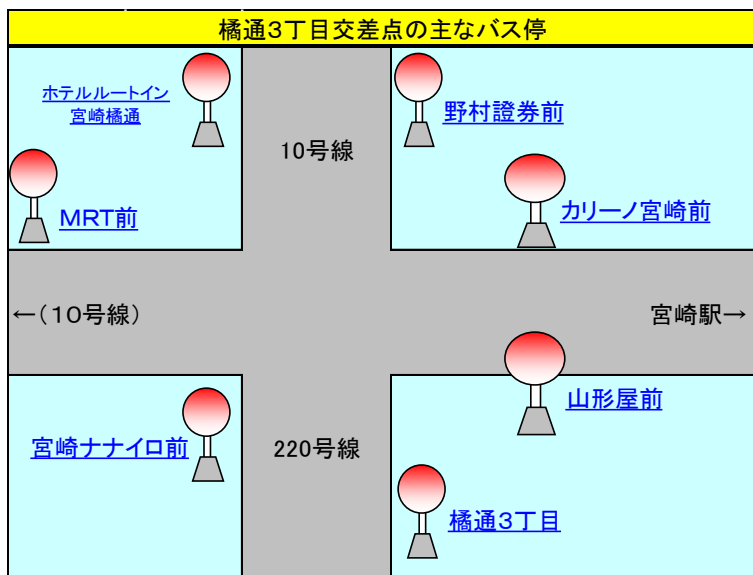 橘通3丁目交差点の主なバス停
ホテルルートイン
宮崎橘通
野村證券前
10号線
MRT前
カリーノ宮崎前
←(10号線)
宮崎駅→
山形屋前
宮崎ナナイロ前
220号線
橘通3丁目